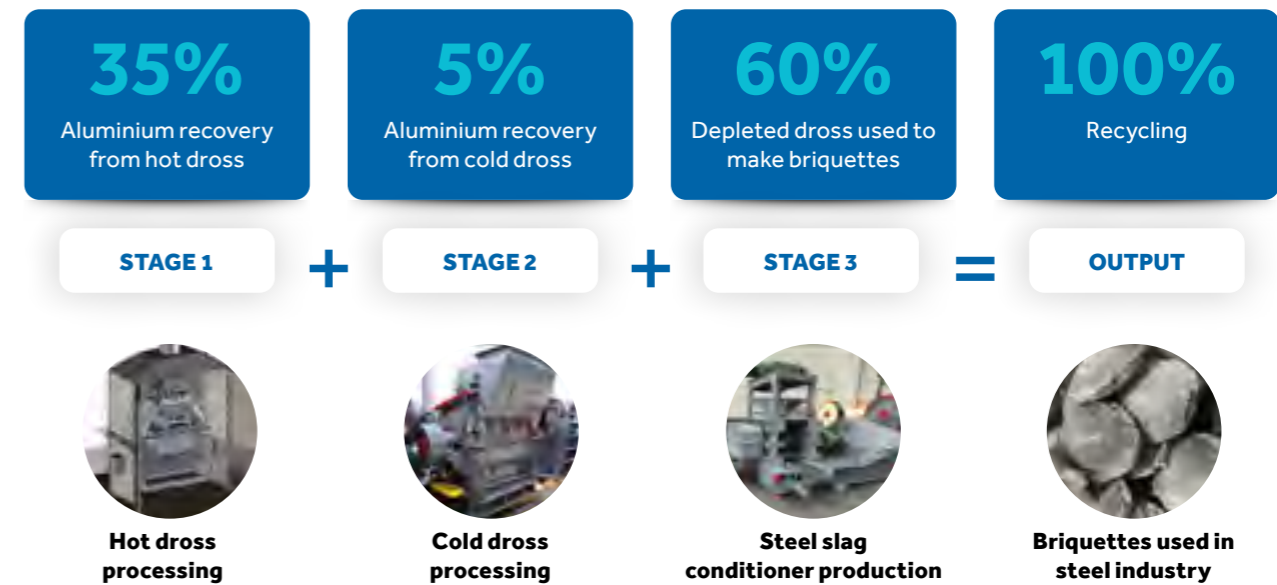 35%
Aluminium recovery
from hot dross
5%
Aluminium recovery
from cold dross
60%
Depleted dross used to
make briquettes
100%
Recycling
STAGE 1
+
STAGE 2
+
STAGE 3
=
OUTPUT
Hot dross
processing
Cold dross
processing
Steel slag
conditioner production
Briquettes used in
steel industry